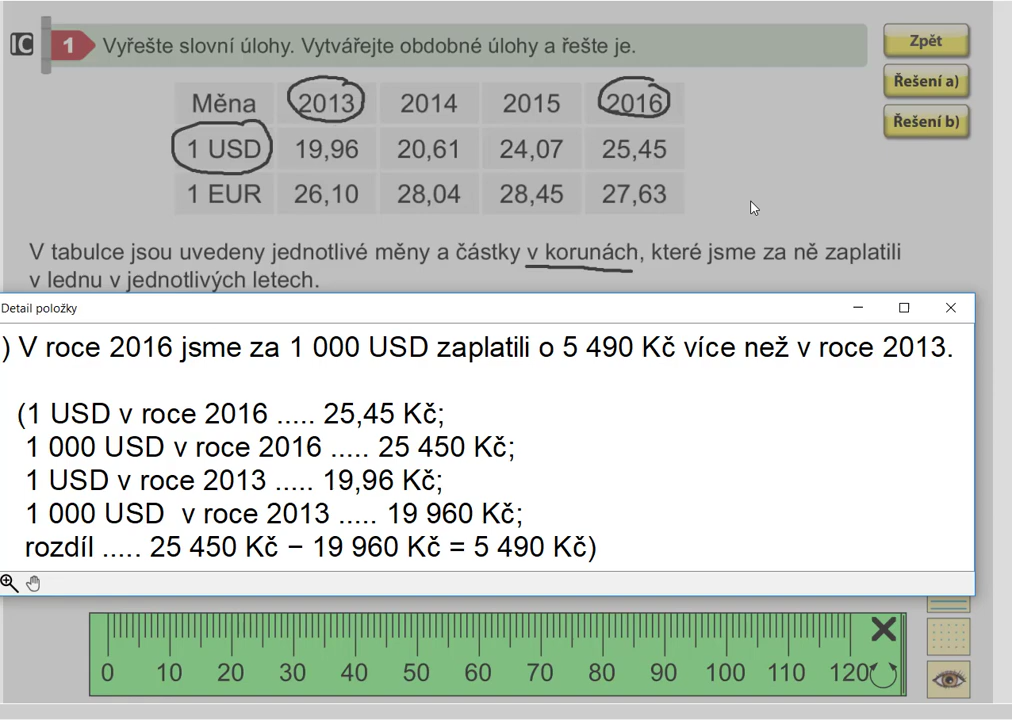 IC 1 Vyřešte slovní úlohy. Vytvářejte obdobné úlohy a řešte je.
Zpět
Řešení a)
Řešení b)
Měna 2013 2014 2015 2016
1 USD 19,96 20,61 24,07 25,45
1 EUR 26,10 28,04 28,45 27,63
V tabulce jsou uvedeny jednotlivé měny a částky v korunách, které jsme za ně zaplatili
v lednu v jednotlivých letech.
Detail položky
) V roce 2016 jsme za 1 000 USD zaplatili o 5 490 Kč více než v roce 2013.
(1 USD v roce 2016 ..... 25,45 Kč;
1 000 USD v roce 2016 ..... 25 450 Kč;
1 USD v roce 2013 ..... 19,96 Kč;
1 000 USD v roce 2013 ..... 19 960 Kč;
rozdíl ..... 25 450 Kč − 19 960 Kč = 5 490 Kč)
0 10 20 30 40 50 60 70 80 90 100 110 120